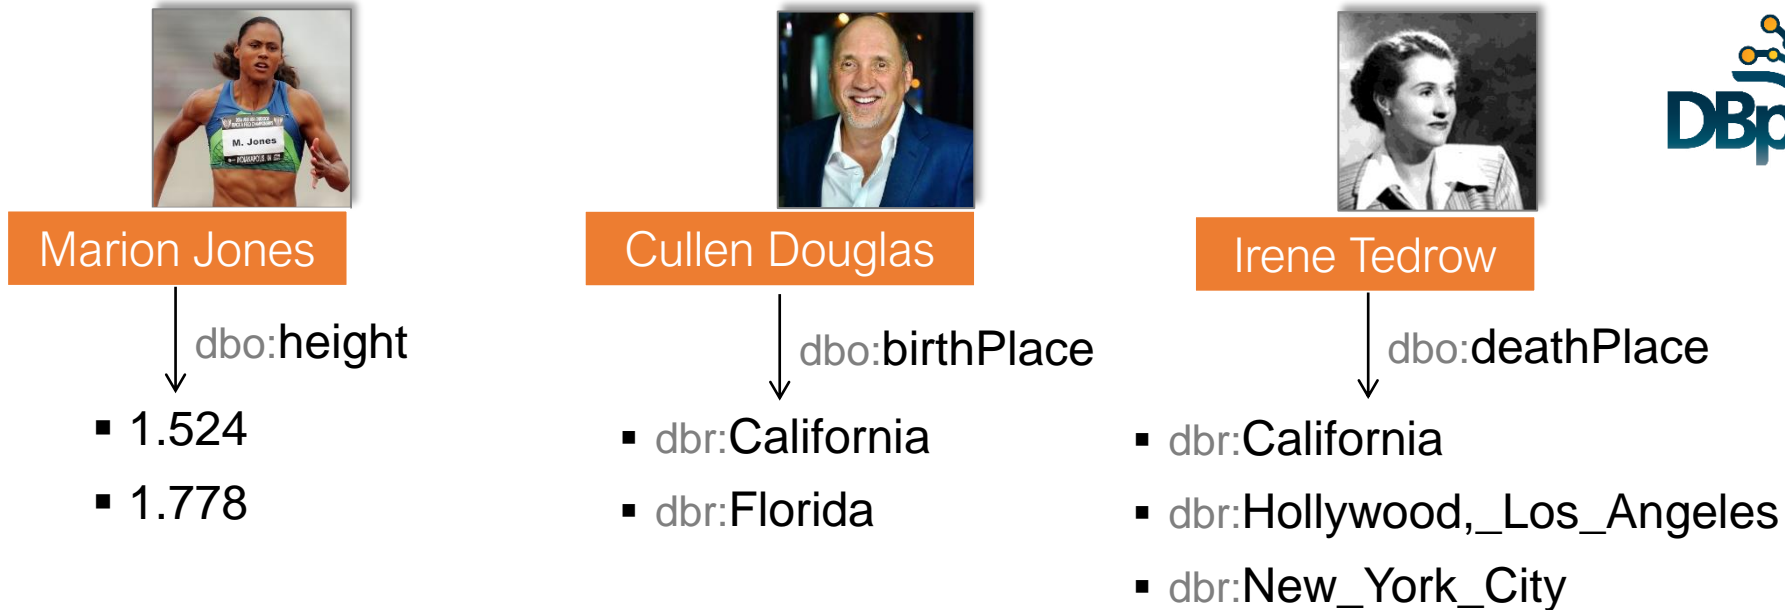 M. Jones
INDIANAPOLIS
DBp
Marion Jones
Cullen Douglas
Irene Tedrow
dbo:height
dbo:birthPlace
dbo:deathPlace
▪ 1.524
▪ 1.778
▪ dbr:California
▪ dbr:Florida
▪ dbr:California
▪ dbr:Hollywood,_Los_Angeles
▪ dbr:New_York_City